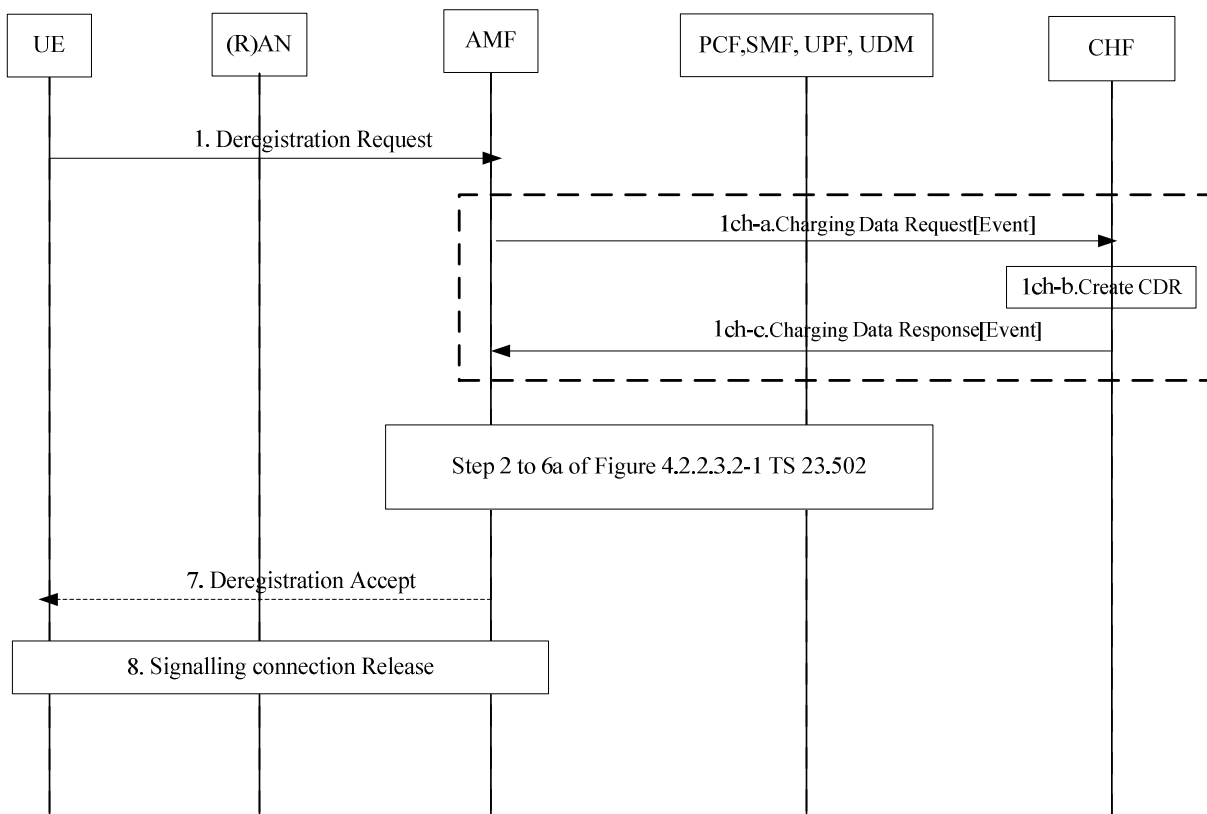 UE
(R)AN
AMF
PCF,SMF, UPF, UDM
CHF
1. Deregistration Request
1ch-a.Charging Data Request[Event]
1ch-b.Create CDR
1ch-c.Charging Data Response[Event]
Step 2 to 6a of Figure 4.2.2.3.2-1 TS 23.502
7. Deregistration Accept
8. Signalling connection Release